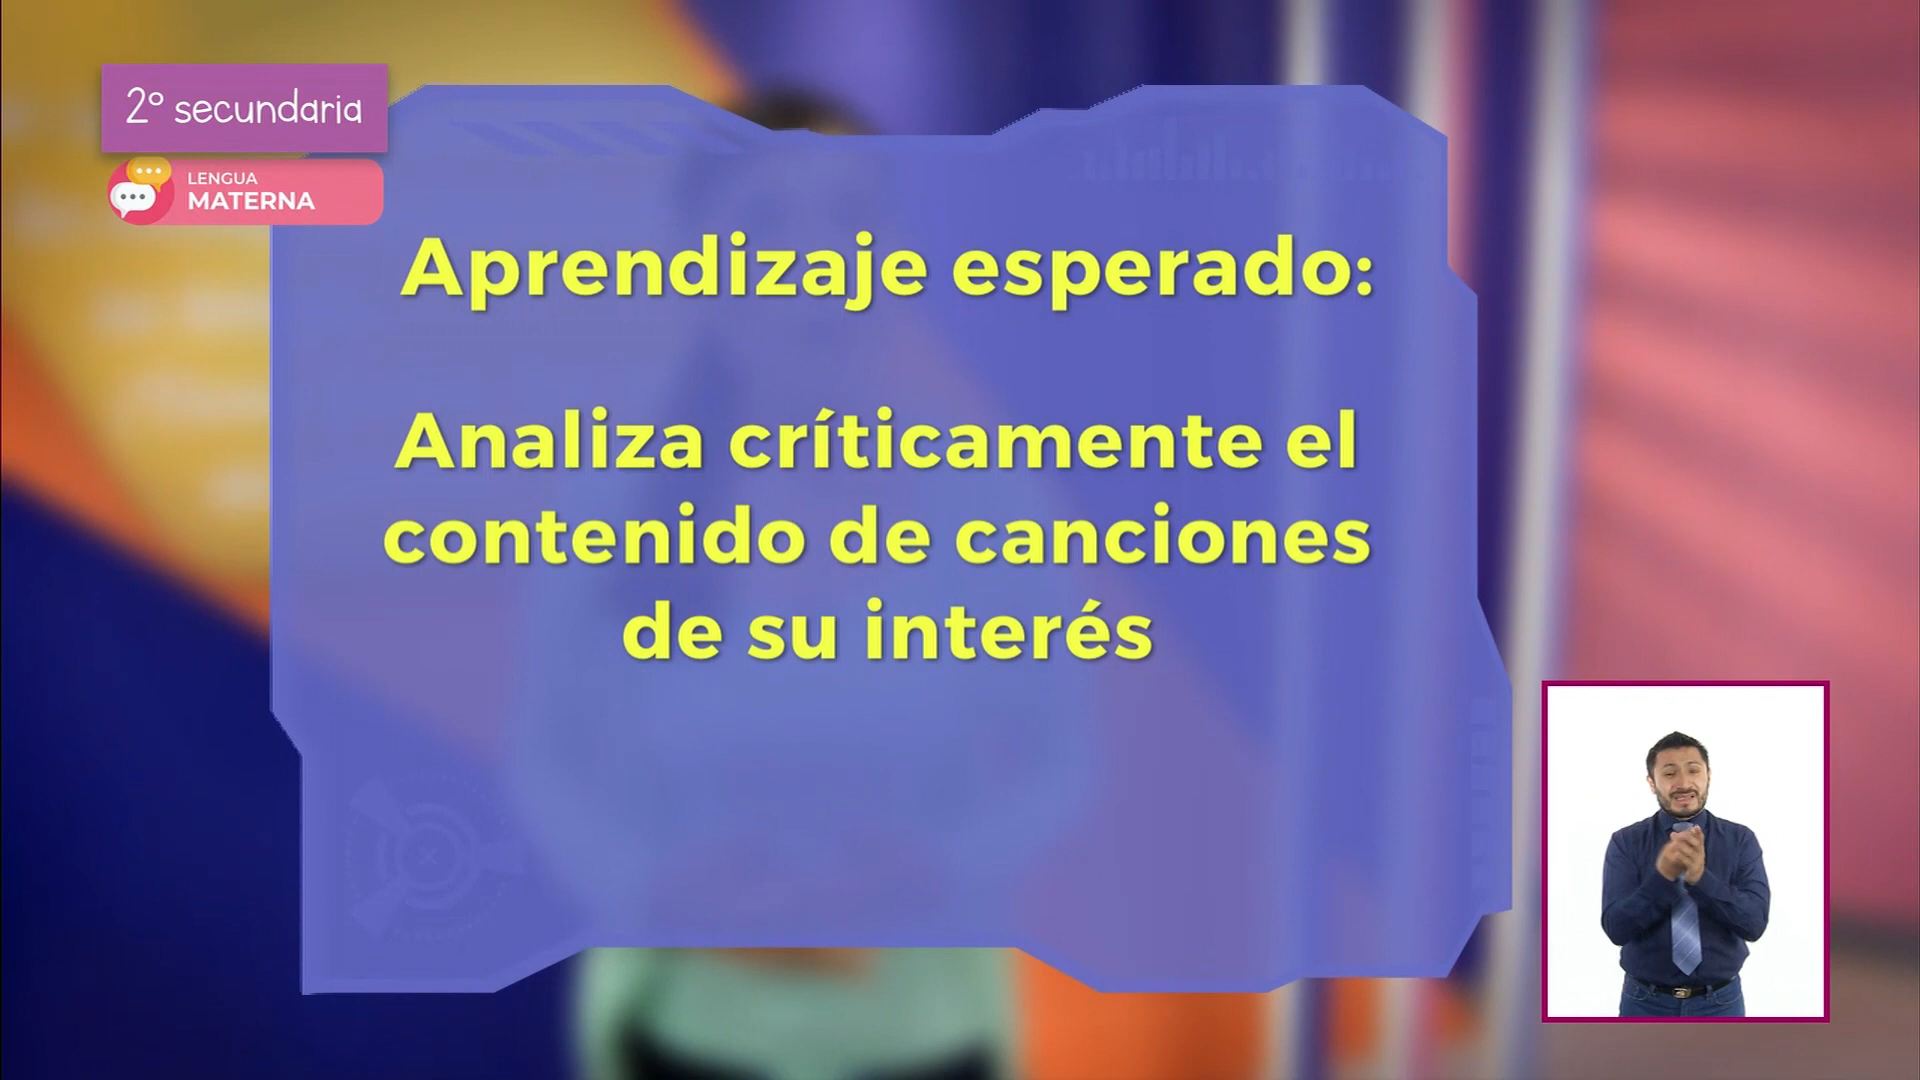 2° secundaria
LENGUA
MATERNA
Aprendizaje esperado:
Analiza críticamente el
contenido de canciones
de su interés